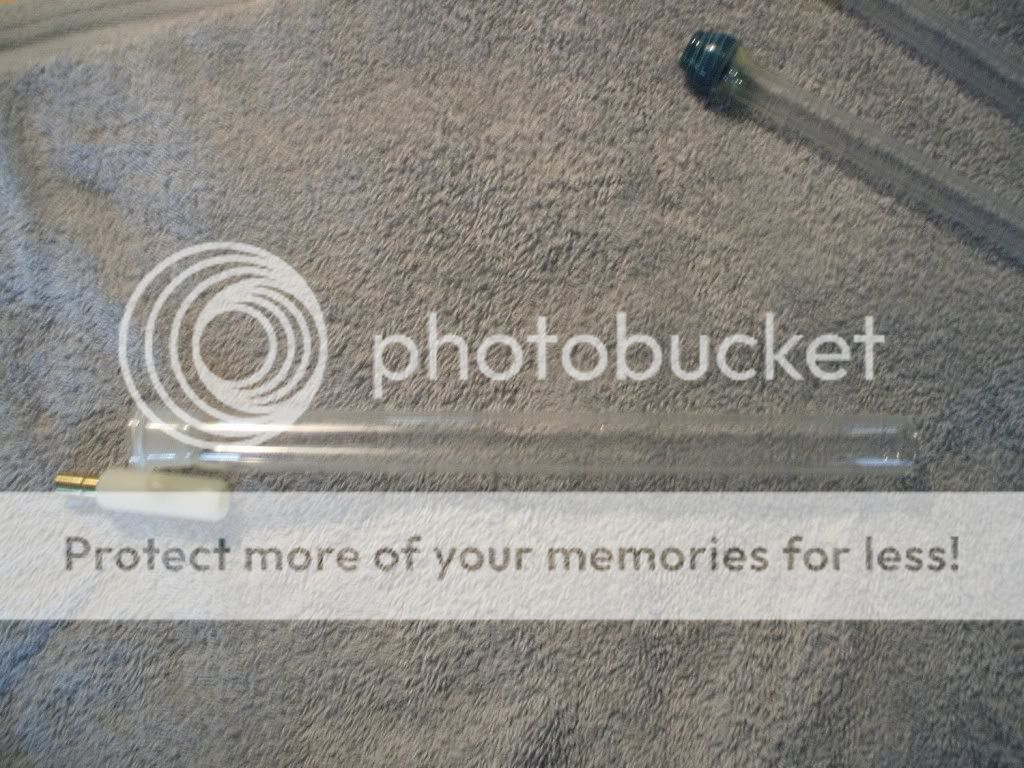 photobucket
Protect more of your memories for less!